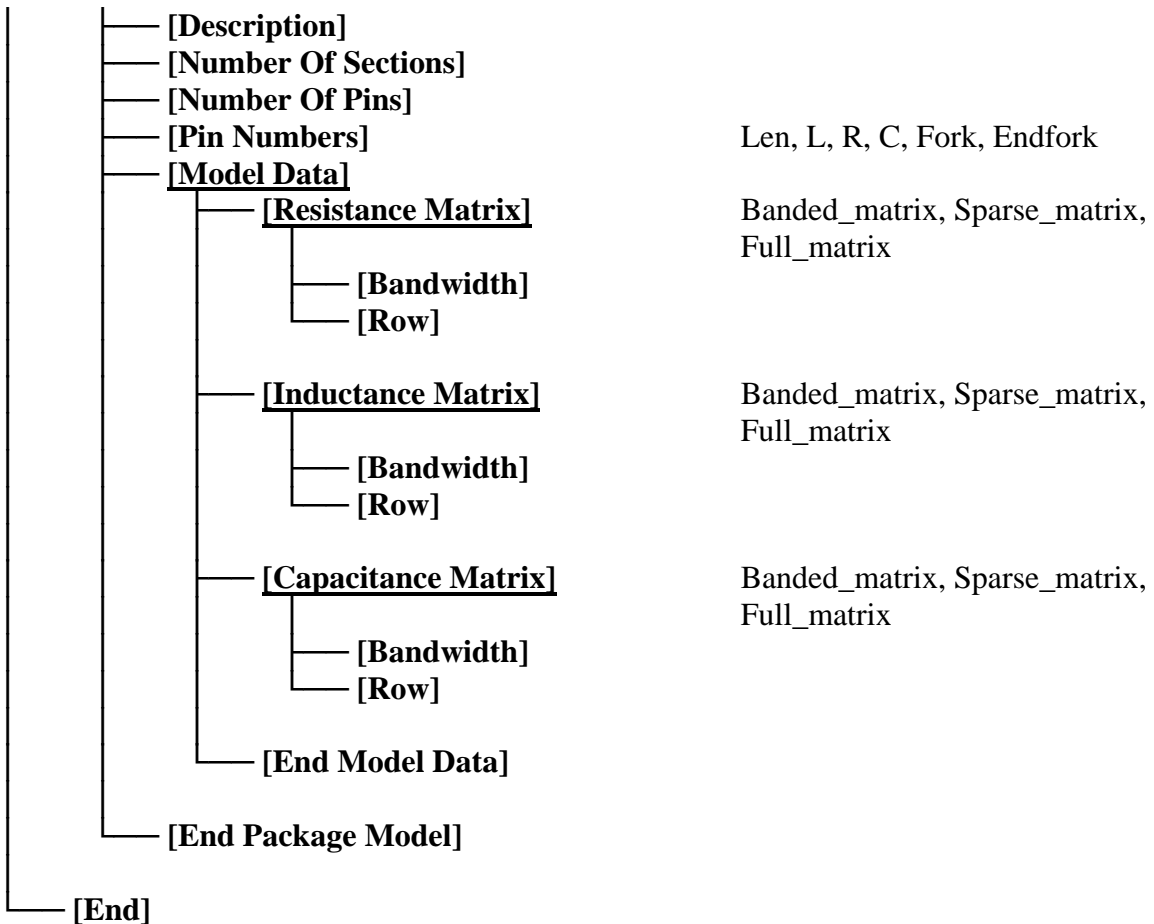 [Description]
[Number Of Sections]
[Number Of Pins]
[Pin Numbers] Len, L, R, C, Fork, Endfork
[Model Data]
[Resistance Matrix] Banded_matrix, Sparse_matrix,
Full_matrix
[Bandwidth]
[Row]
[Inductance Matrix] Banded_matrix, Sparse_matrix,
Full_matrix
[Bandwidth]
[Row]
[Capacitance Matrix] Banded_matrix, Sparse_matrix,
Full_matrix
[Bandwidth]
[Row]
[End Model Data]
[End Package Model]
[End]